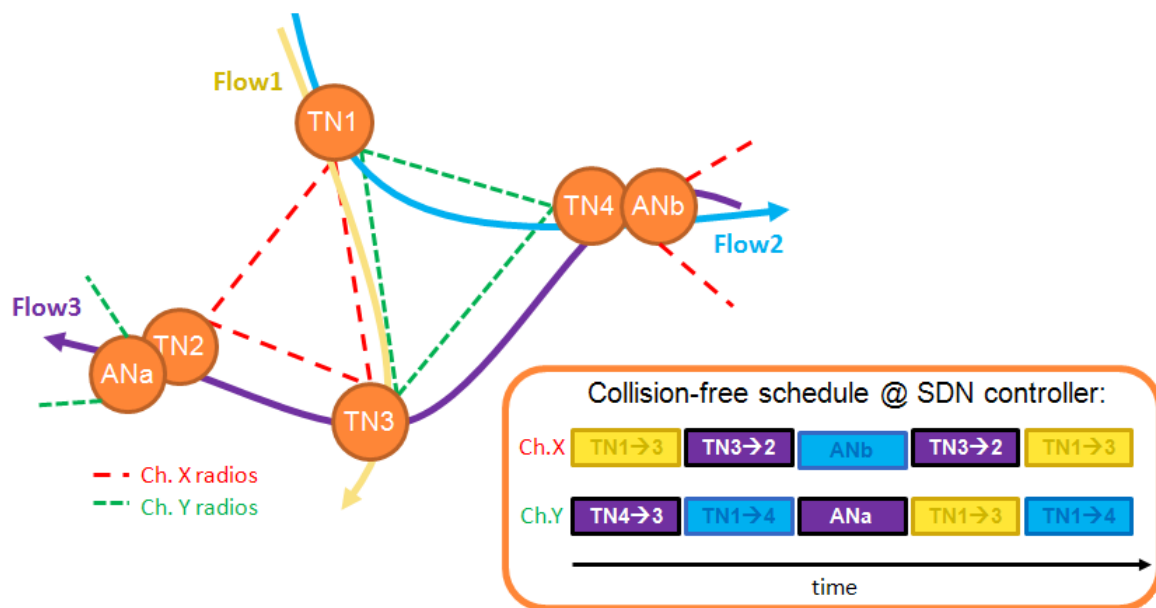 Flow1
TN1
TN4
ANb
Flow2
Flow3
TN2
ANa
TN3
Ch. X radios
Ch. Y radios
Collision-free schedule @ SDN controller:
Ch.X TN1→3 TN3→2 ANb TN3→2 TN1→3
Ch.Y TN4→3 TN1→4 ANa TN1→3 TN1→4
time